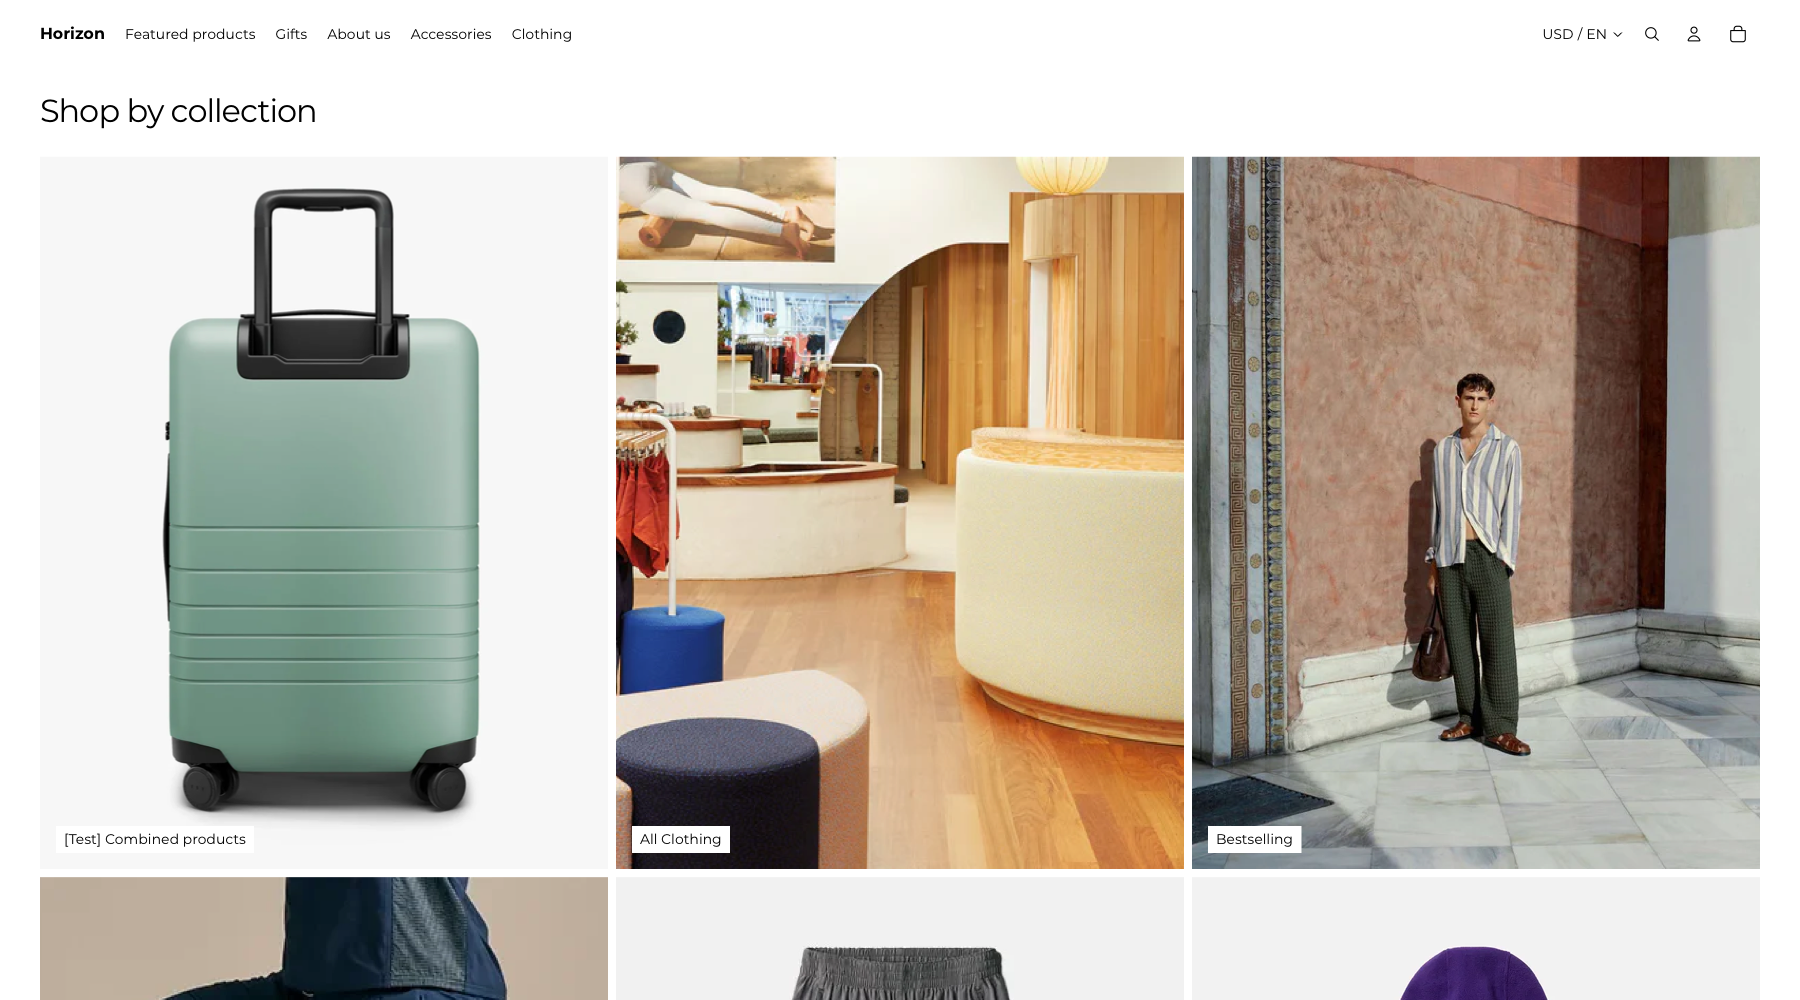 Horizon Featured products Gifts About us Accessories Clothing USD / EN
Shop by collection
[Test] Combined products
All Clothing
Bestselling